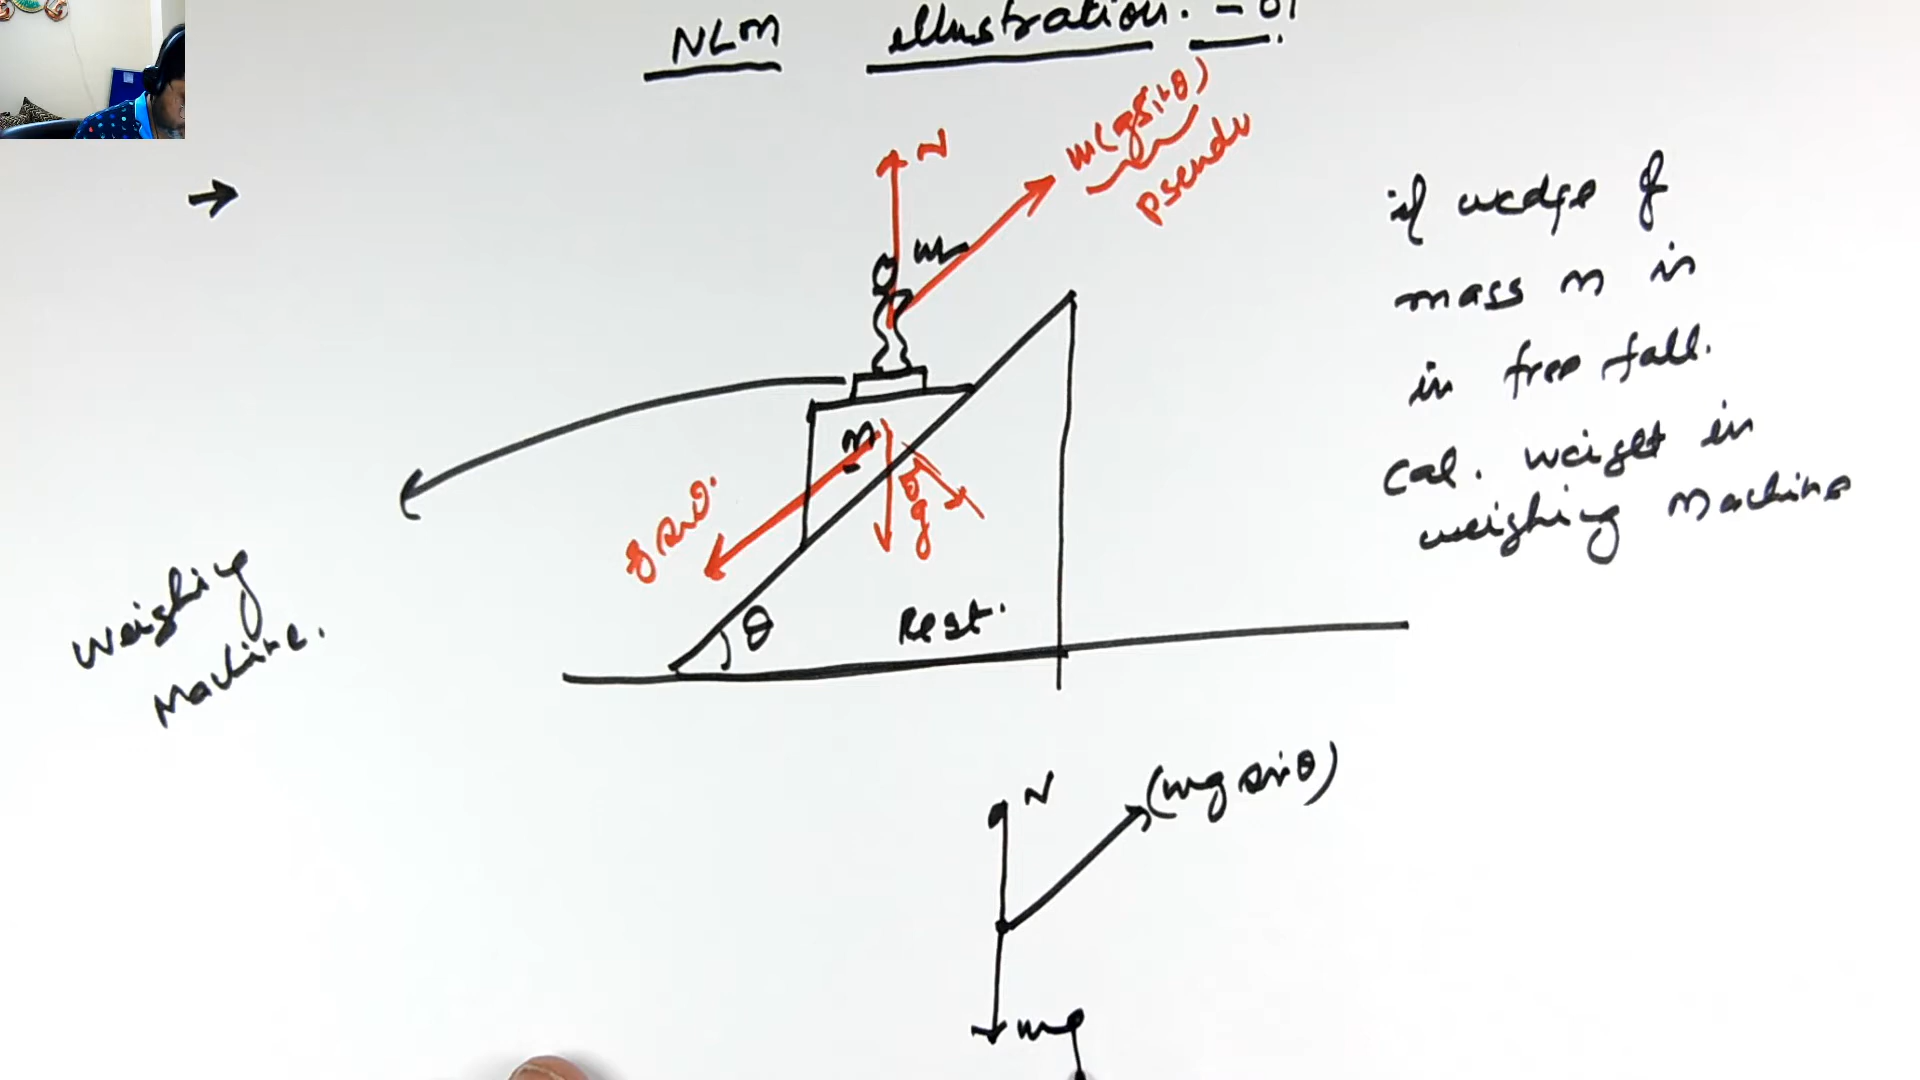 NLM illustration. - 01
N
m(g sinθ)
pseudo
m
if wedge of
mass M is
in free fall.
Cal. weight in
weighing Machine
M
g sinθ
θ
g
Weighing
Machine.
θ
Rest.
N
(mg sinθ)
mg